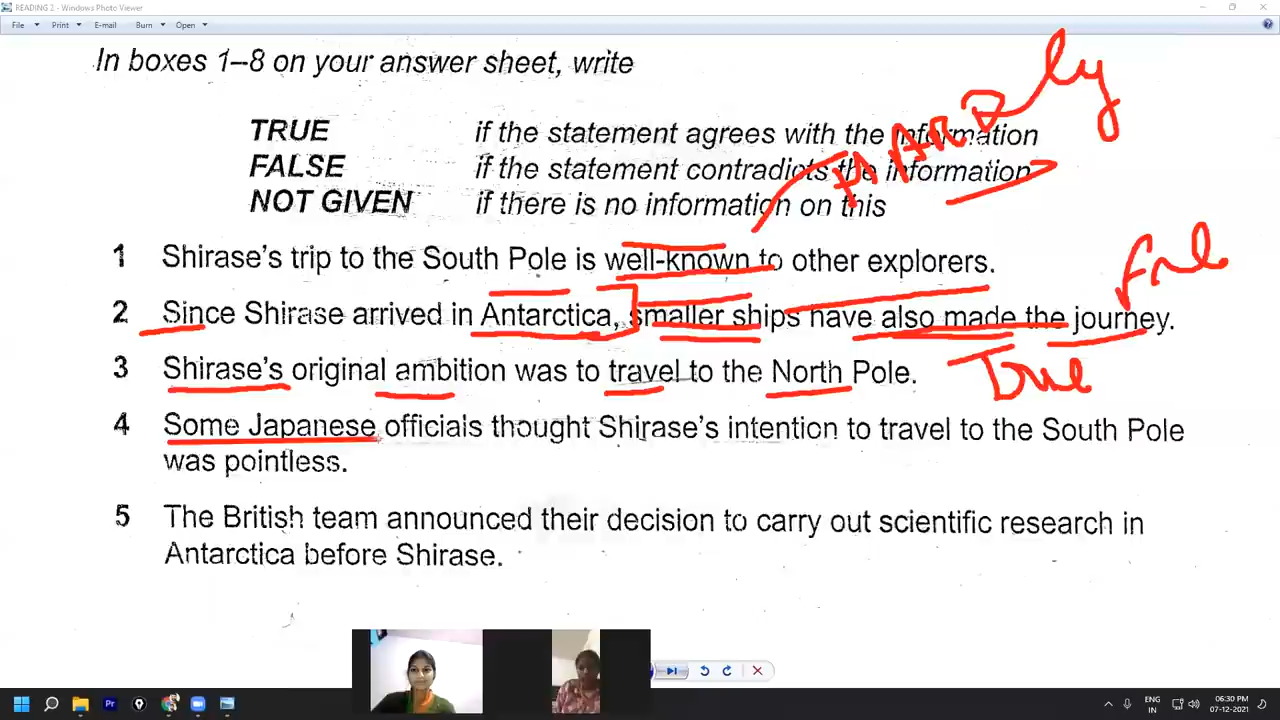 READING 2 - Windows Photo Viewer
File Print E-mail Burn Open
In boxes 1–8 on your answer sheet, write
TRUE if the statement agrees with the information
FALSE if the statement contradicts the information
NOT GIVEN if there is no information on this
HARDly
1 Shirase's trip to the South Pole is well-known to other explorers.
2 Since Shirase arrived in Antarctica, smaller ships have also made the journey.
3 Shirase's original ambition was to travel to the North Pole.
True
4 Some Japanese officials thought Shirase's intention to travel to the South Pole
was pointless.
5 The British team announced their decision to carry out scientific research in
Antarctica before Shirase.
Pr
ENG
IN
06:30 PM
07-12-2021